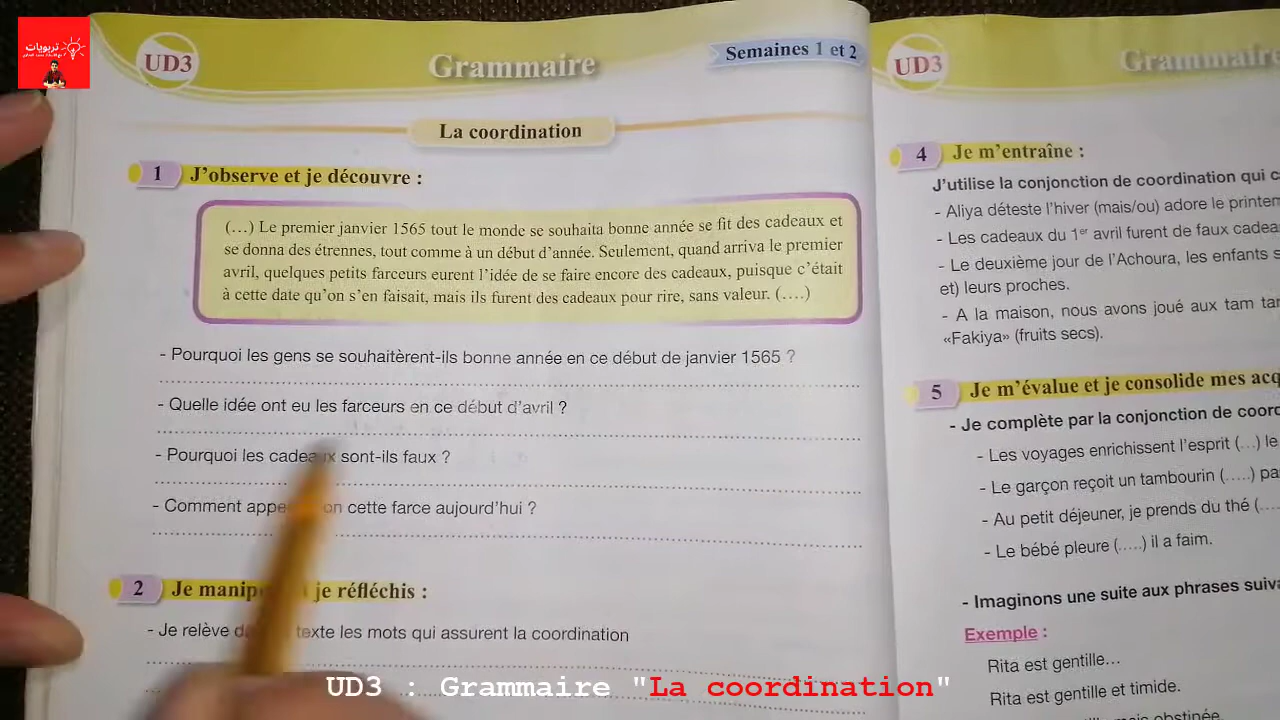 تربويات
UD3
Grammaire
Semaines 1 et 2
La coordination
1 J'observe et je découvre :
(…) Le premier janvier 1565 tout le monde se souhaita bonne année se fit des cadeaux et
se donna des étrennes, tout comme à un début d'année. Seulement, quand arriva le premier
avril, quelques petits farceurs eurent l'idée de se faire encore des cadeaux, puisque c'était
à cette date qu'on s'en faisait, mais ils furent des cadeaux pour rire, sans valeur. (….)
- Pourquoi les gens se souhaitèrent-ils bonne année en ce début de janvier 1565 ?
- Quelle idée ont eu les farceurs en ce début d'avril ?
- Pourquoi les cadeaux sont-ils faux ?
- Comment appe on cette farce aujourd'hui ?
2 Je manip je réfléchis :
- Je relève texte les mots qui assurent la coordination
UD3
Grammaire
4 Je m'entraîne :
J'utilise la conjonction de coordination qui
- Aliya déteste l'hiver (mais/ou) adore le
- Les cadeaux du 1er avril furent de faux
- Le deuxième jour de l'Achoura, les enfants
et) leurs proches.
- A la maison, nous avons joué aux tam
«Fakiya» (fruits secs).
5 Je m'évalue et je consolide mes
- Je complète par la conjonction de
- Les voyages enrichissent l'esprit (…)
- Le garçon reçoit un tambourin (…..)
- Au petit déjeuner, je prends du thé (….
- Le bébé pleure (…..) il a faim.
- Imaginons une suite aux phrases
Exemple :
Rita est gentille…
Rita est gentille et timide.
mais obstinée.
UD3 : Grammaire "La coordination"